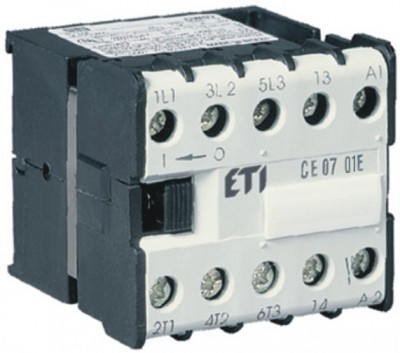 1L1 3L2 5L3 13 A1
I ← O
ETI CE 07 01E
2T1 4T2 6T3 14 A2